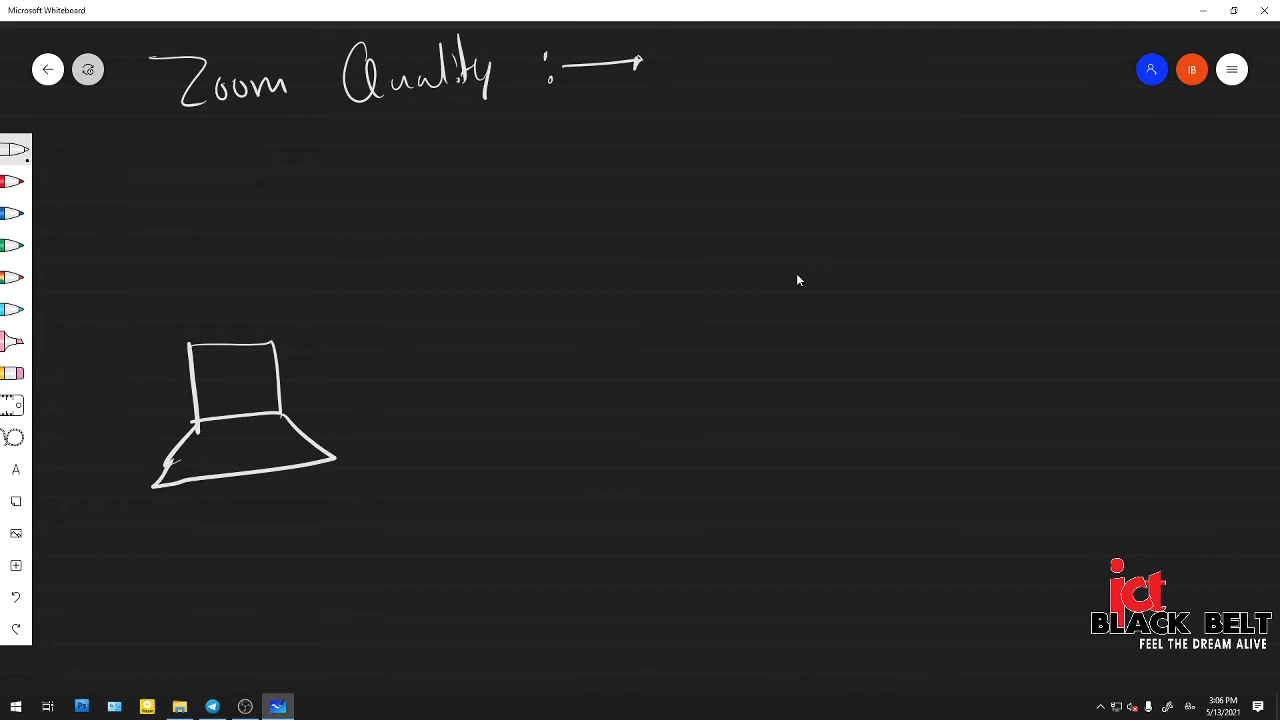 Microsoft Whiteboard
Zoom Quality :→
IB
A
ict
BLACK BELT
FEEL THE DREAM ALIVE
3:06 PM
5/13/2021